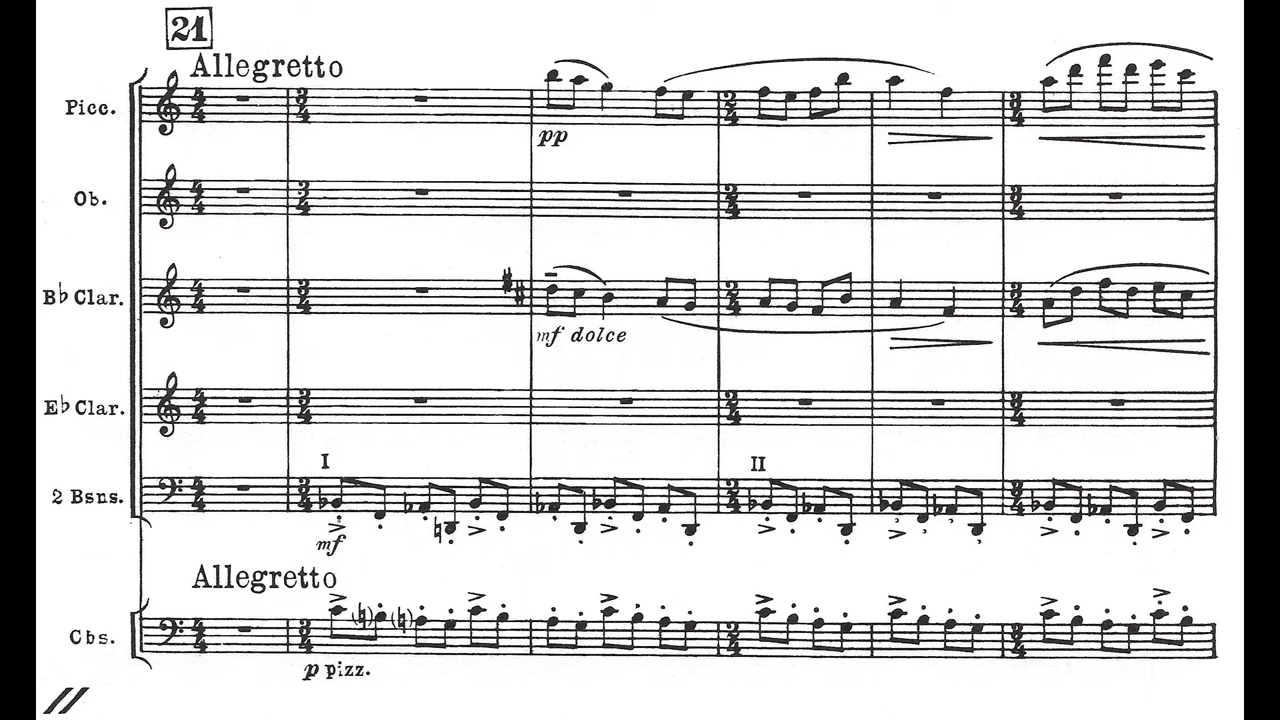 21
Allegretto
Picc.
pp
Ob.
B♭ Clar.
mf dolce
E♭ Clar.
I
II
2 Bsns.
mf
Allegretto
Cbs.
p pizz.